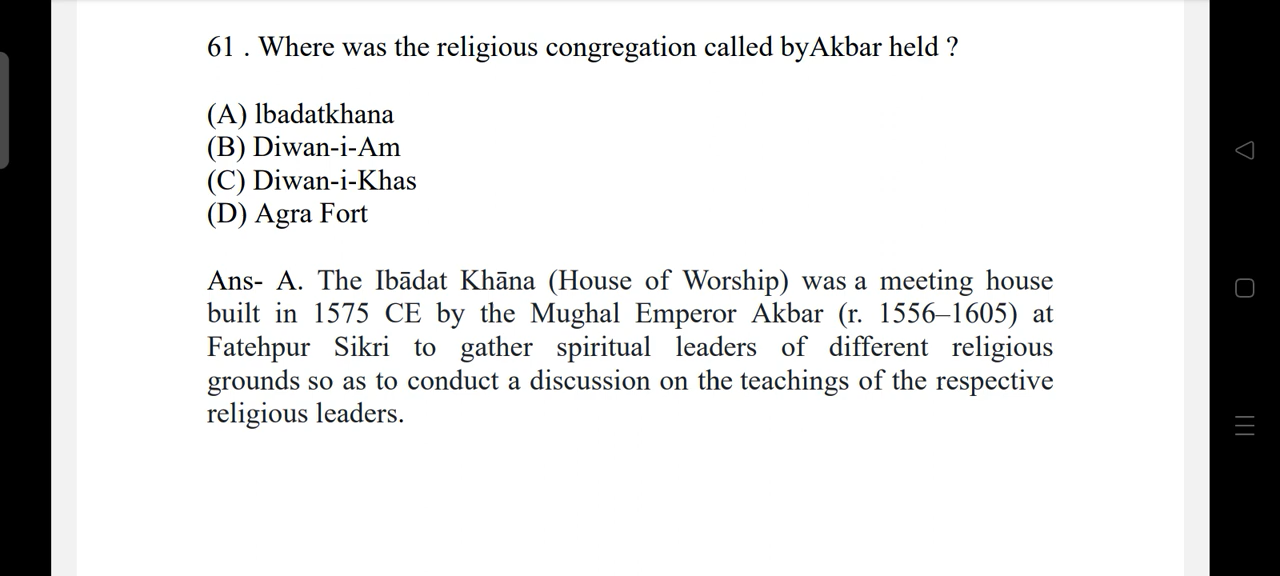 61 . Where was the religious congregation called byAkbar held ?
(A) lbadatkhana
(B) Diwan-i-Am
(C) Diwan-i-Khas
(D) Agra Fort
Ans- A. The Ibādat Khāna (House of Worship) was a meeting house
built in 1575 CE by the Mughal Emperor Akbar (r. 1556–1605) at
Fatehpur Sikri to gather spiritual leaders of different religious
grounds so as to conduct a discussion on the teachings of the respective
religious leaders.